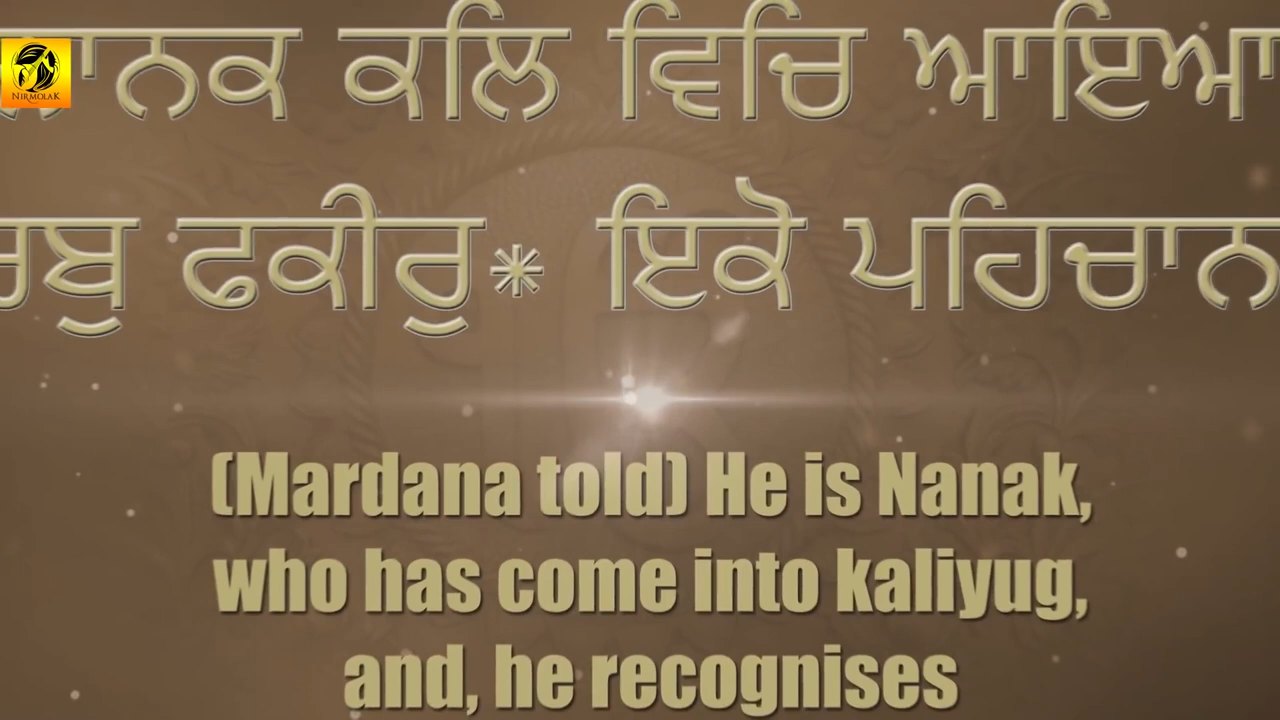 NIRMOLAK
ਨਾਨਕ ਕਲਿ ਵਿਚਿ ਆਇਆ
ਰਬੁ ਫਕੀਰੁ* ਇਕੋ ਪਹਿਚਾਨ
(Mardana told) He is Nanak,
who has come into kaliyug,
and, he recognises